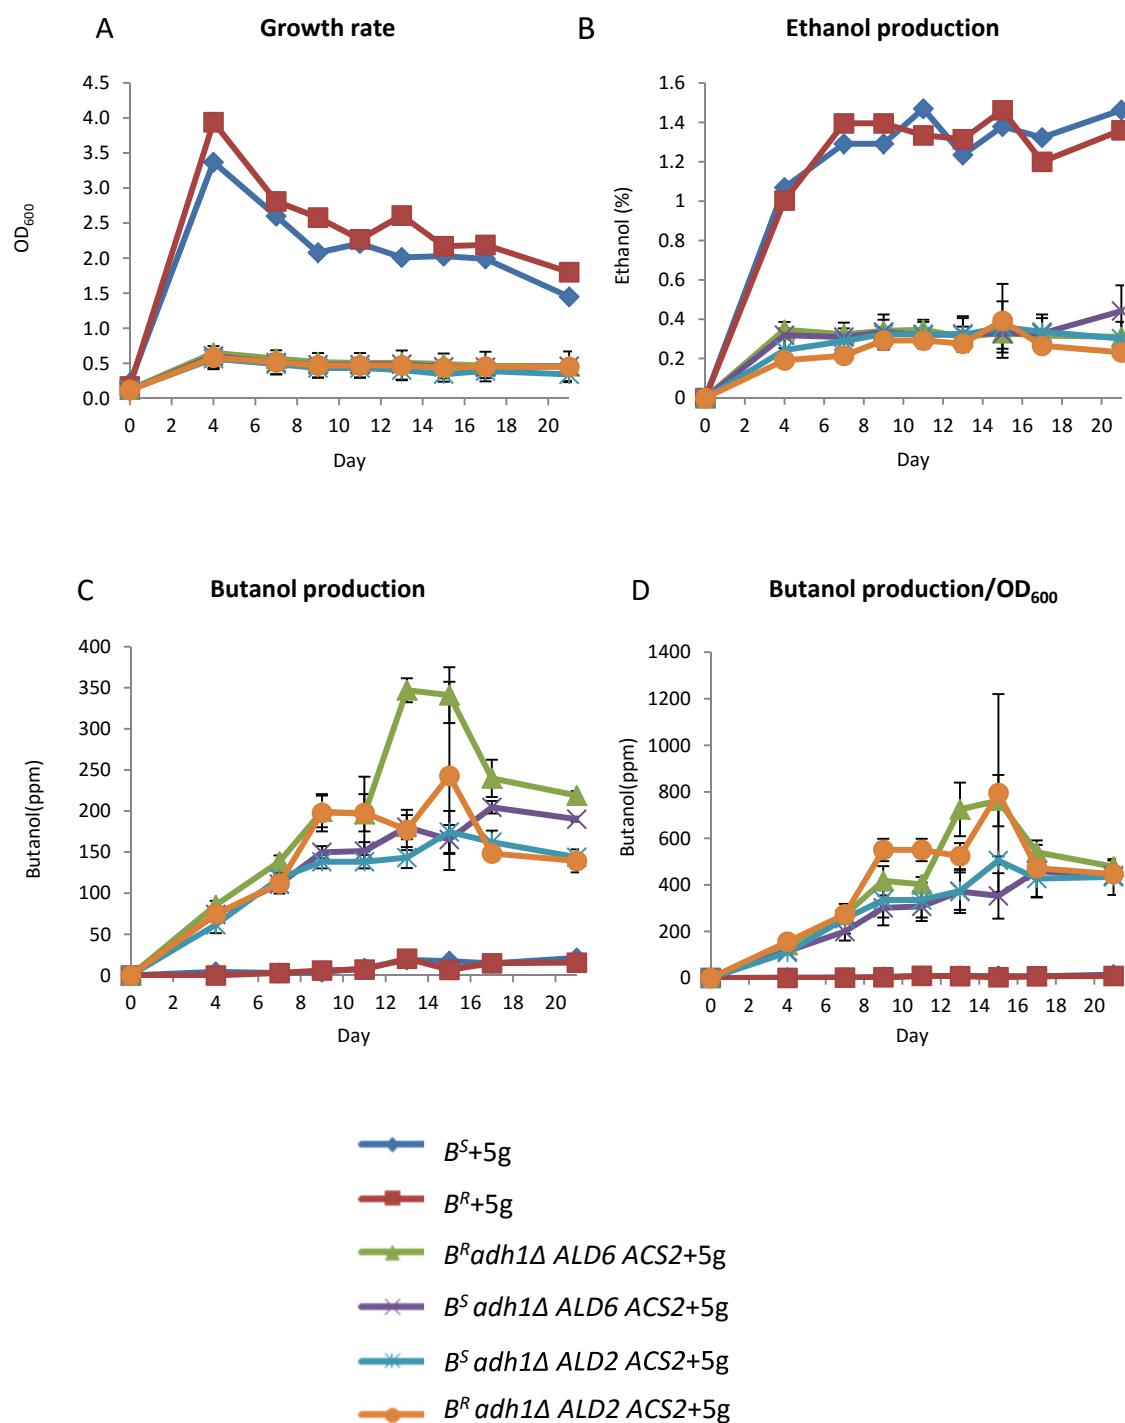 A Growth rate
4.5
4.0
3.5
3.0
2.5
2.0
1.5
1.0
0.5
0.0
OD600
0 2 4 6 8 10 12 14 16 18 20
Day
B Ethanol production
1.6
1.4
1.2
1
0.8
0.6
0.4
0.2
0
Ethanol (%)
0 2 4 6 8 10 12 14 16 18 20
Day
C Butanol production
400
350
300
250
200
150
100
50
0
Butanol(ppm)
0 2 4 6 8 10 12 14 16 18 20
Day
D Butanol production/OD600
1400
1200
1000
800
600
400
200
0
Butanol(ppm)
0 2 4 6 8 10 12 14 16 18 20
Day
B^S+5g
B^R+5g
B^R adh1Δ ALD6 ACS2+5g
B^S adh1Δ ALD6 ACS2+5g
B^S adh1Δ ALD2 ACS2+5g
B^R adh1Δ ALD2 ACS2+5g